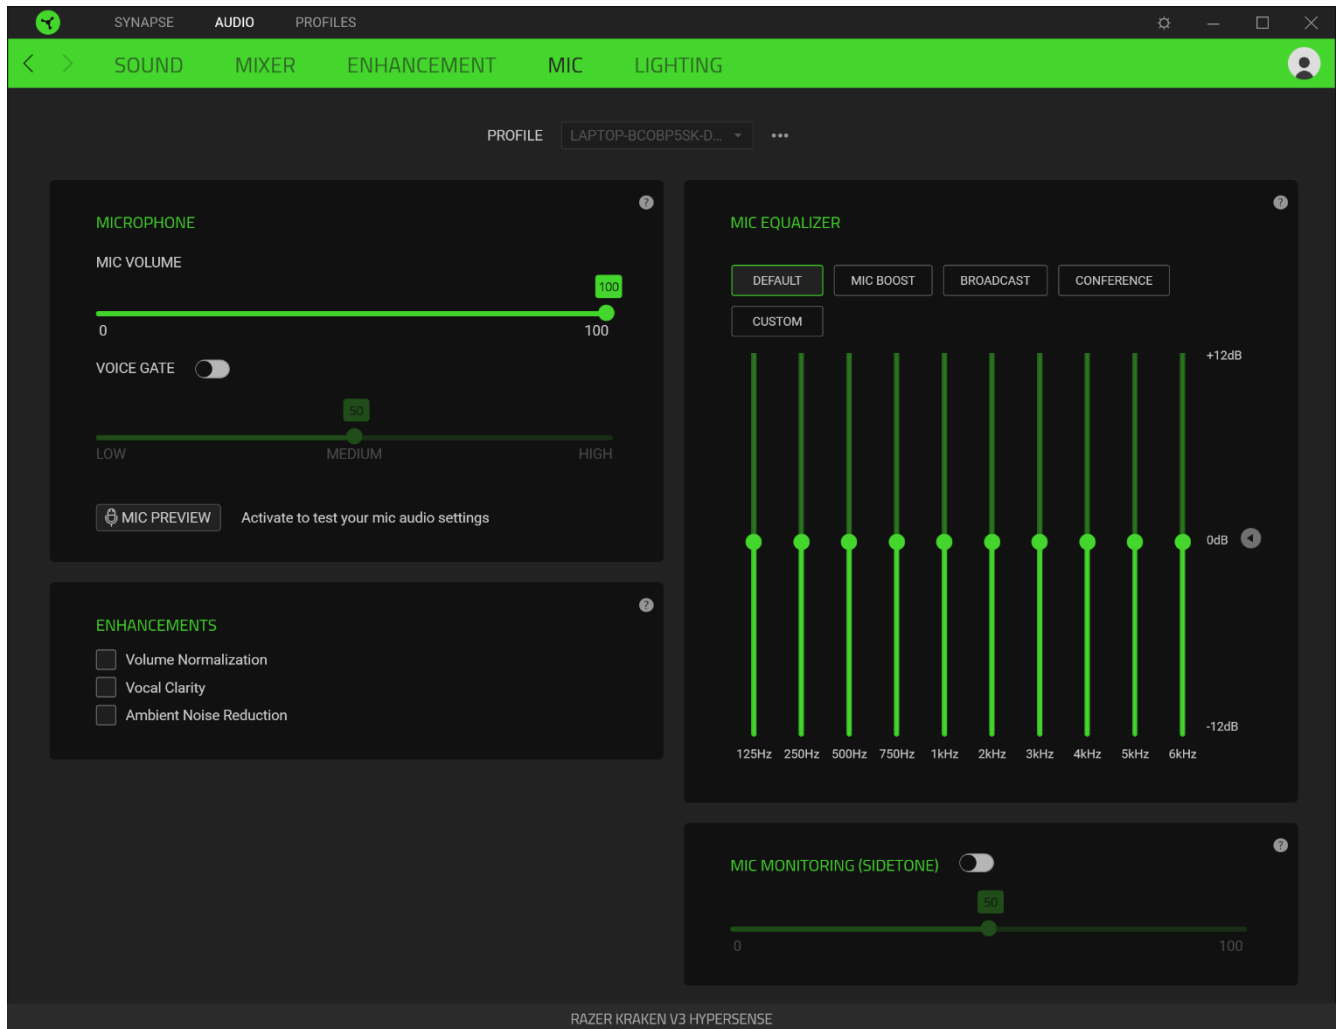 SYNAPSE AUDIO PROFILES
SOUND MIXER ENHANCEMENT MIC LIGHTING
PROFILE LAPTOP-BCOBP5SK-D... •••
MICROPHONE
?
MIC VOLUME
100
0 100
VOICE GATE
50
LOW MEDIUM HIGH
MIC PREVIEW Activate to test your mic audio settings
ENHANCEMENTS
?
Volume Normalization
Vocal Clarity
Ambient Noise Reduction
MIC EQUALIZER
?
DEFAULT MIC BOOST BROADCAST CONFERENCE
CUSTOM
+12dB
0dB
-12dB
125Hz 250Hz 500Hz 750Hz 1kHz 2kHz 3kHz 4kHz 5kHz 6kHz
MIC MONITORING (SIDETONE)
?
50
0 100
RAZER KRAKEN V3 HYPERSENSE